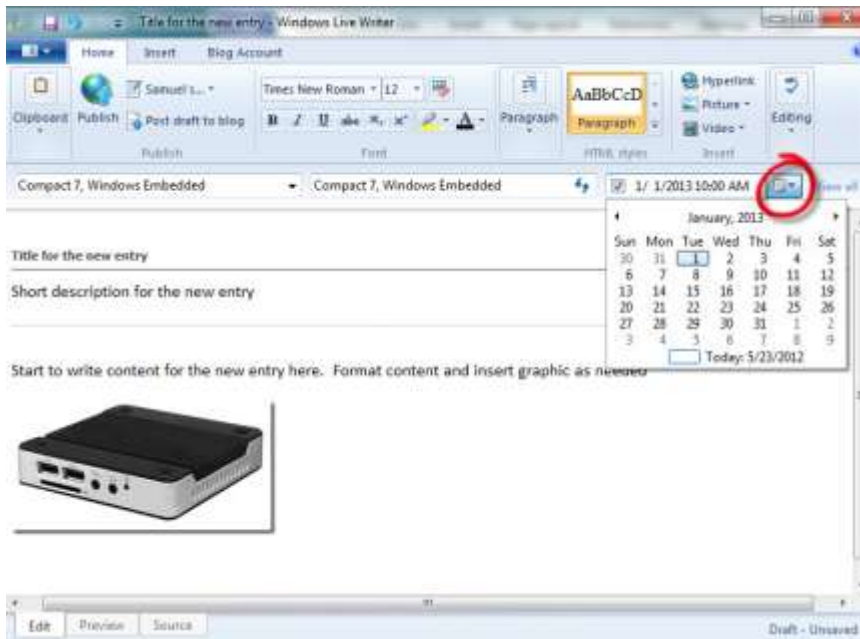 Title for the new entry - Windows Live Writer
Home Insert Blog Account
Clipboard Publish Samuel s... Post draft to blog
Publish
Times New Roman 12
B I U abc
Font
Paragraph
AaBbCcD
Paragraph
HTML styles
Hyperlink
Picture
Video
Insert
Editing
Compact 7, Windows Embedded Compact 7, Windows Embedded 1/ 1/2013 10:00 AM View all
January, 2013
Sun Mon Tue Wed Thu Fri Sat
30 31 1 2 3 4 5
6 7 8 9 10 11 12
13 14 15 16 17 18 19
20 21 22 23 24 25 26
27 28 29 30 31 1 2
3 4 5 6 7 8 9
Today: 5/23/2012
Title for the new entry
Short description for the new entry
Start to write content for the new entry here. Format content and insert graphic as needed
Edit Preview Source
Draft - Unsaved